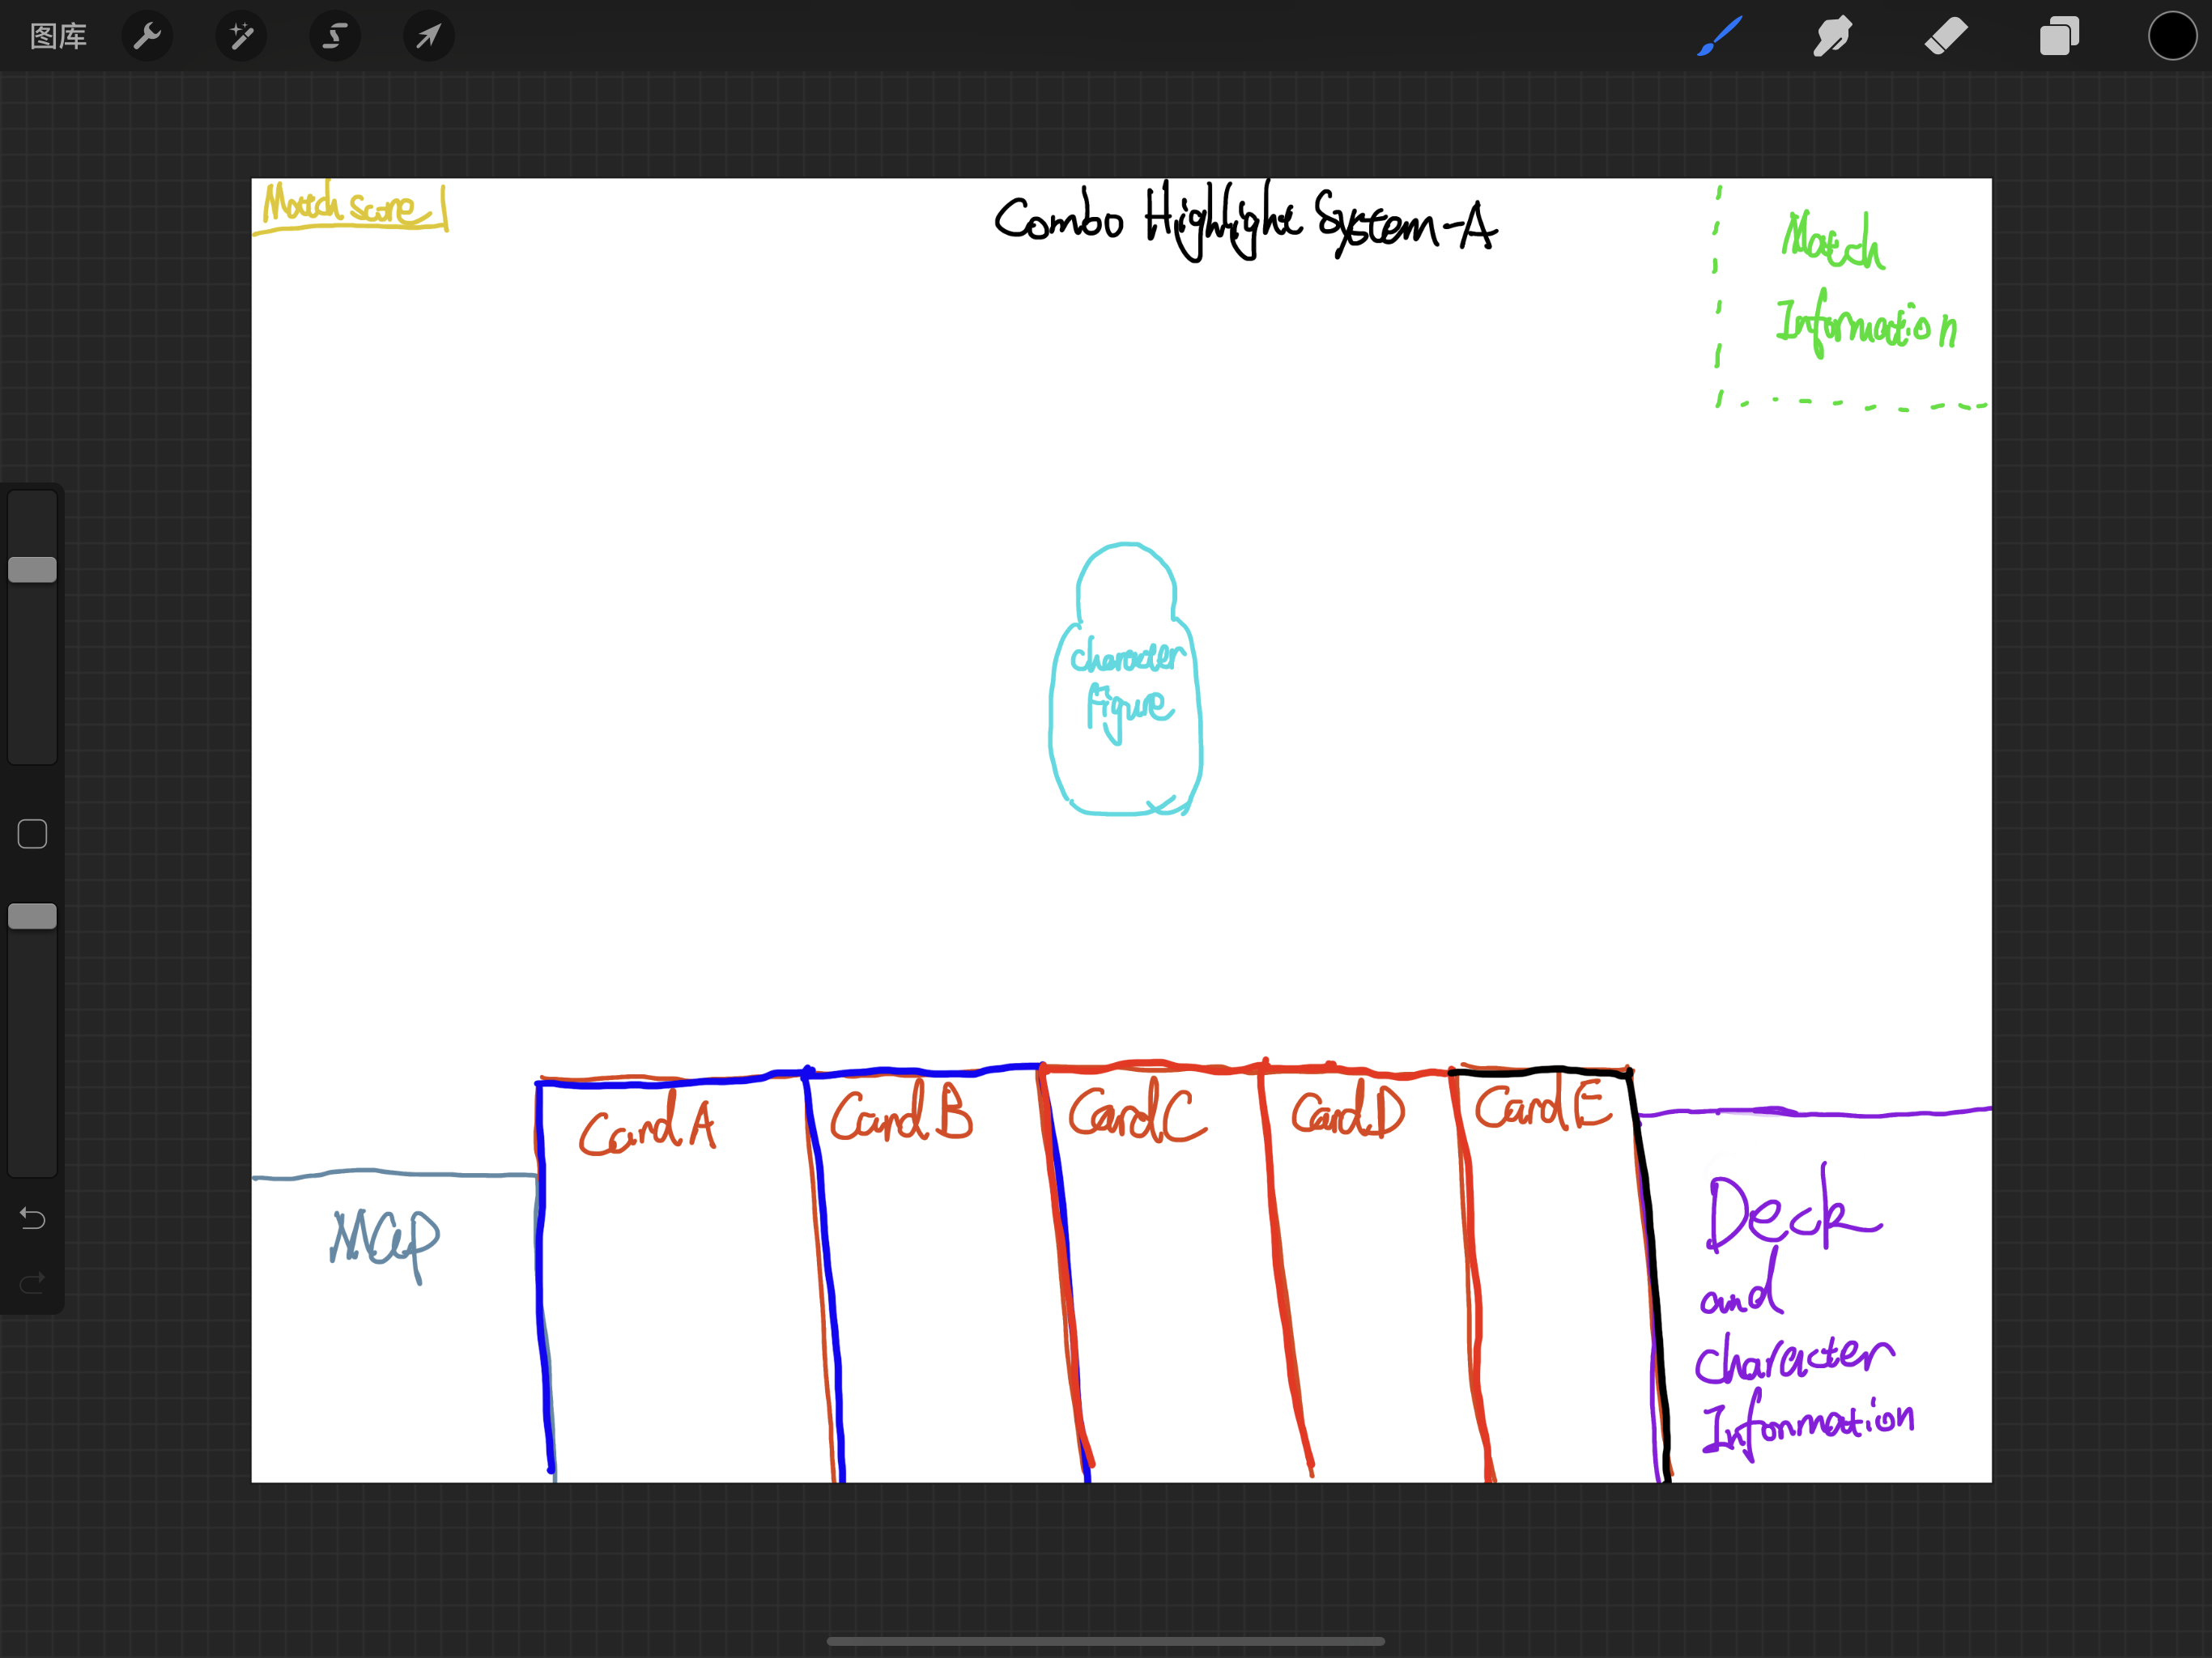 图库
Match score
Combo Highlight System-A
Match
Information
Character
Figure
Card A
Card B
Card C
Card D
Card E
Map
Deck
and
Character
Information